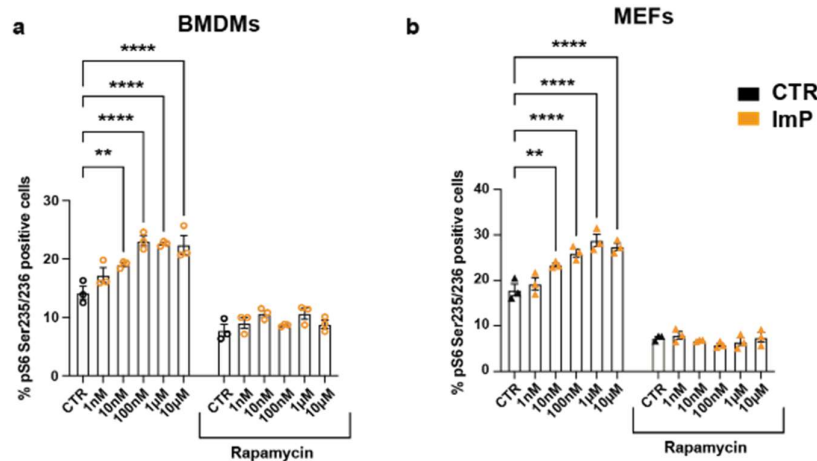 a
BMDMs
% pS6 Ser235/236 positive cells
30
20
10
0
****
****
****
**
CTR
1nM
10nM
100nM
1µM
10µM
CTR
1nM
10nM
100nM
1µM
10µM
Rapamycin
b
MEFs
% pS6 Ser235/236 positive cells
40
30
20
10
0
****
****
****
**
CTR
1nM
10nM
100nM
1µM
10µM
CTR
1nM
10nM
100nM
1µM
10µM
Rapamycin
CTR
ImP